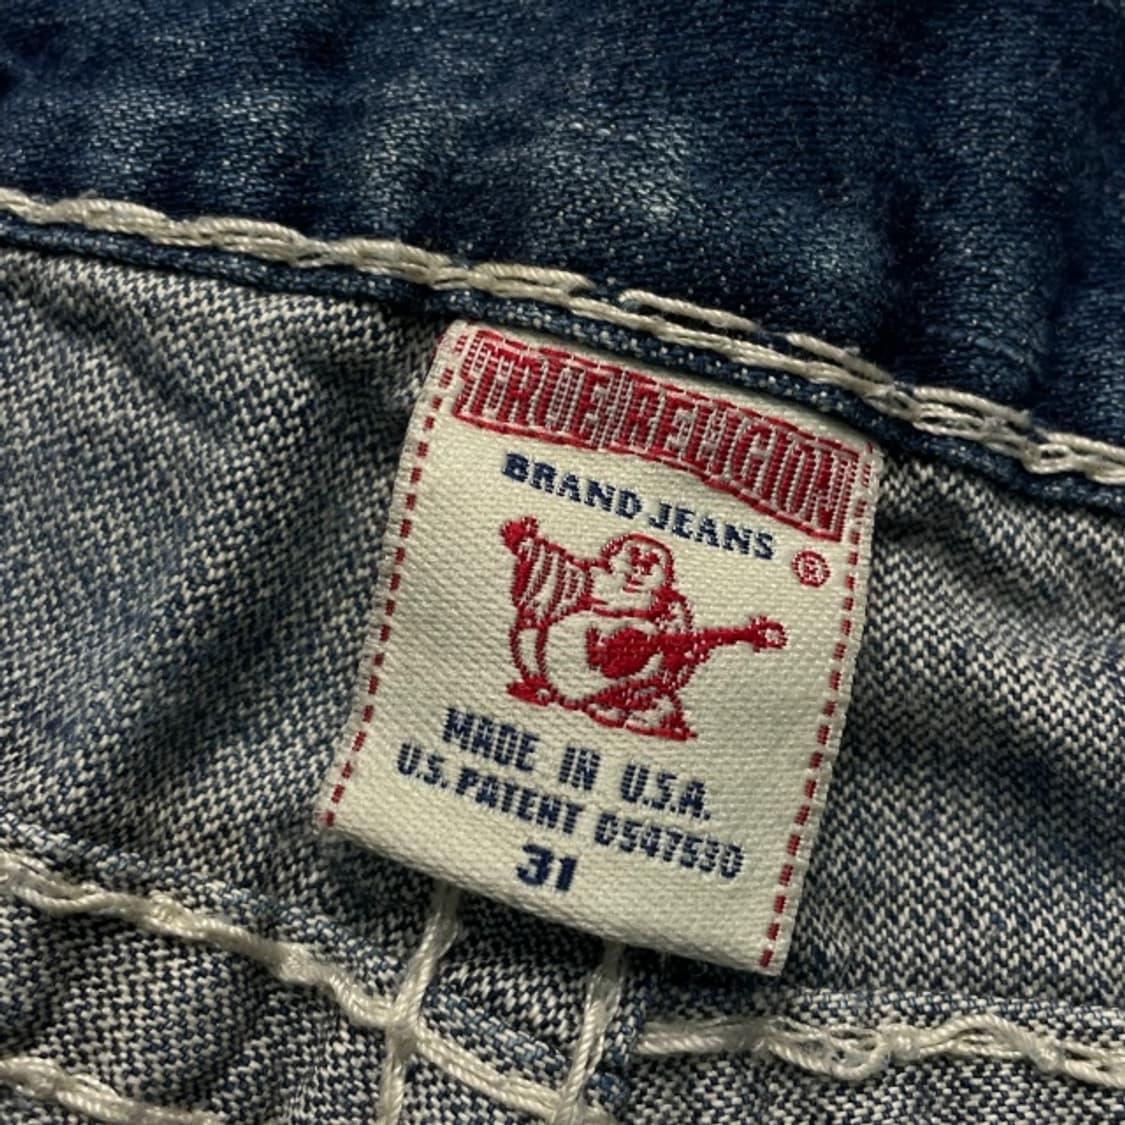 TRUE RELIGION
BRAND JEANS
®
MADE IN U.S.A.
U.S. PATENT D547530
31